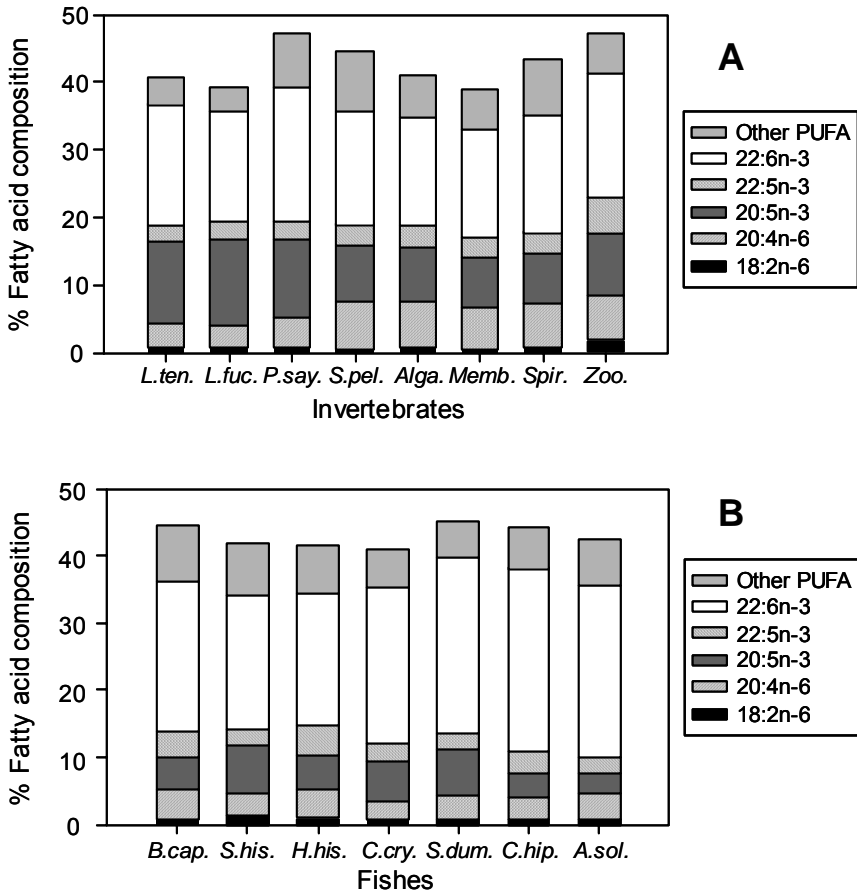 50
40
30
20
10
0
% Fatty acid composition
L.ten. L.fuc. P.say. S.pel. Alga. Memb. Spir. Zoo.
Invertebrates
A
Other PUFA
22:6n-3
22:5n-3
20:5n-3
20:4n-6
18:2n-6
50
40
30
20
10
0
% Fatty acid composition
B.cap. S.his. H.his. C.cry. S.dum. C.hip. A.sol.
Fishes
B
Other PUFA
22:6n-3
22:5n-3
20:5n-3
20:4n-6
18:2n-6